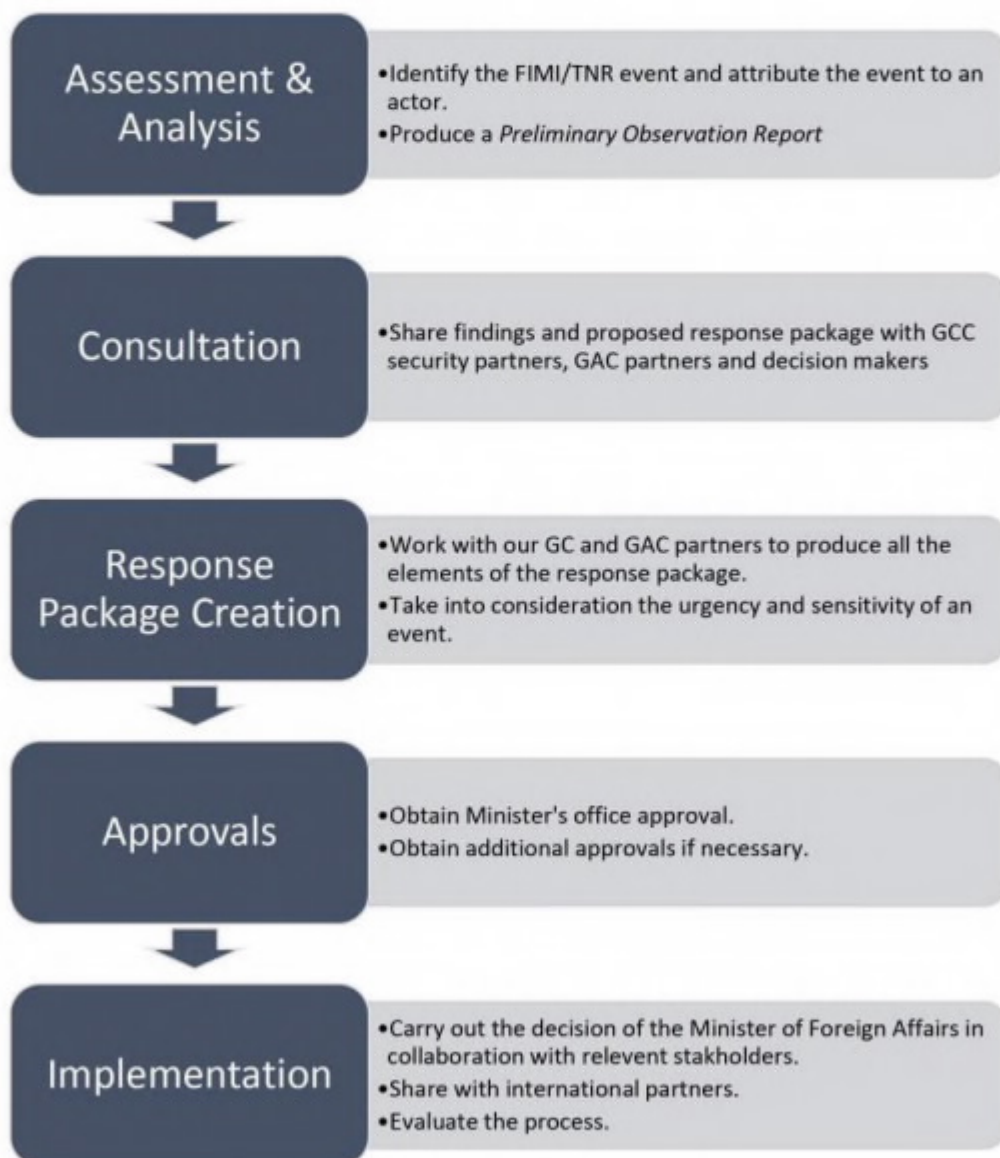 Assessment &
Analysis
•Identify the FIMI/TNR event and attribute the event to an
actor.
•Produce a Preliminary Observation Report
Consultation
•Share findings and proposed response package with GCC
security partners, GAC partners and decision makers
Response
Package Creation
•Work with our GC and GAC partners to produce all the
elements of the response package.
•Take into consideration the urgency and sensitivity of an
event.
Approvals
•Obtain Minister's office approval.
•Obtain additional approvals if necessary.
Implementation
•Carry out the decision of the Minister of Foreign Affairs in
collaboration with relevent stakholders.
•Share with international partners.
•Evaluate the process.